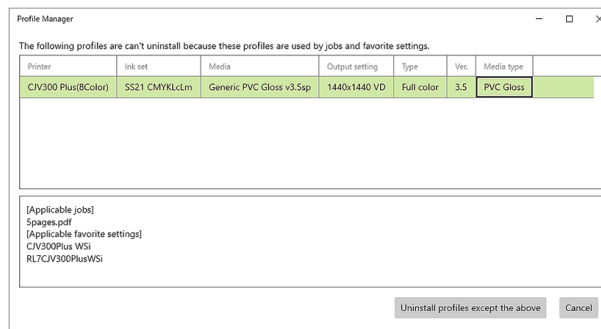 Profile Manager
The following profiles are can't uninstall because these profiles are used by jobs and favorite settings.
Printer Ink set Media Output setting Type Ver. Media type
CJV300 Plus(8Color) SS21 CMYKLcLm Generic PVC Gloss v3.5sp 1440x1440 VD Full color 3.5 PVC Gloss
[Applicable jobs]
5pages.pdf
[Applicable favorite settings]
CJV300Plus WSi
RL7CJV300PlusWSi
Uninstall profiles except the above Cancel